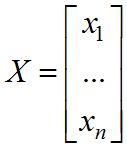 x₁
X = ...
xₙ